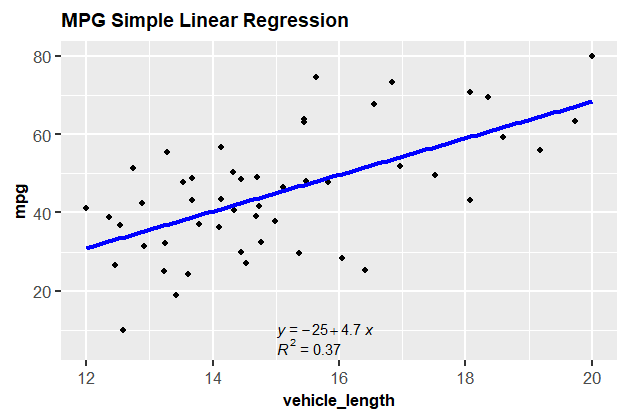 MPG Simple Linear Regression
80
60
40
20
mpg
y = −25+4.7 x
R² = 0.37
12 14 16 18 20
vehicle_length